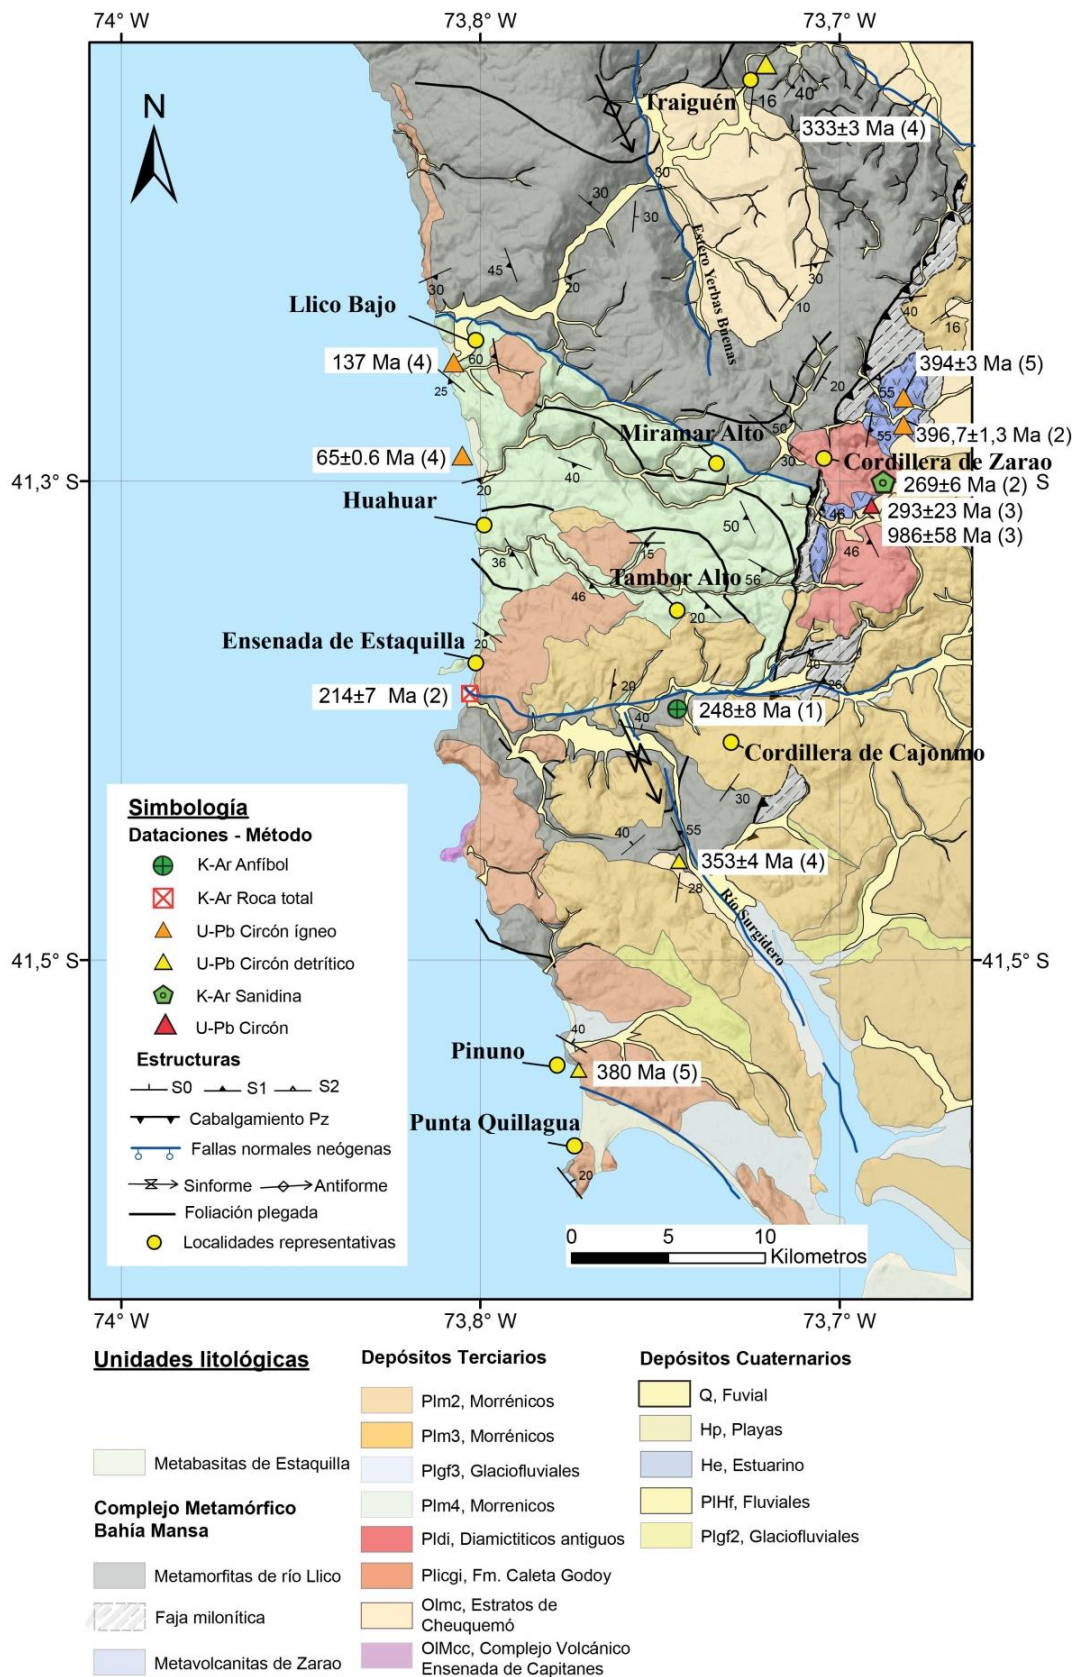 74° W
73,8° W
73,7° W
N
Traiguén
16
40
333±3 Ma (4)
30
30
30
Estero Yerbas Buenas
30
45
20
30
10
40
16
Llico Bajo
60
137 Ma (4)
25
20
55
394±3 Ma (5)
55
396,7±1,3 Ma (2)
50
Miramar Alto
30
Cordillera de Zarao
65±0.6 Ma (4)
40
41,3° S
20
269±6 Ma (2)
S
Huahuar
293±23 Ma (3)
50
46
986±58 Ma (3)
36
15
46
46
56
Tambor Alto
20
20
Ensenada de Estaquilla
40
26
20
214±7 Ma (2)
40
248±8 Ma (1)
Cordillera de Cajonmo
30
40
55
353±4 Ma (4)
28
Río Surgidero
41,5° S
41,5° S
40
Pinuno
380 Ma (5)
Punta Quillagua
20
0
5
10
Kilometros
Simbología
Dataciones - Método
K-Ar Anfíbol
K-Ar Roca total
U-Pb Circón ígneo
U-Pb Circón detrítico
K-Ar Sanidina
U-Pb Circón
Estructuras
S0 S1 S2
Cabalgamiento Pz
Fallas normales neógenas
Sinforme Antiforme
Foliación plegada
Localidades representativas
74° W
73,8° W
73,7° W
Unidades litológicas
Metabasitas de Estaquilla
Complejo Metamórfico
Bahía Mansa
Metamorfitas de río Llico
Faja milonítica
Metavolcanitas de Zarao
Depósitos Terciarios
Plm2, Morrénicos
Plm3, Morrénicos
Plgf3, Glaciofluviales
Plm4, Morrenicos
Pldi, Diamictiticos antiguos
Plicgi, Fm. Caleta Godoy
Olmc, Estratos de
Cheuquemó
OlMcc, Complejo Volcánico
Ensenada de Capitanes
Depósitos Cuaternarios
Q, Fuvial
Hp, Playas
He, Estuarino
PlHf, Fluviales
Plgf2, Glaciofluviales